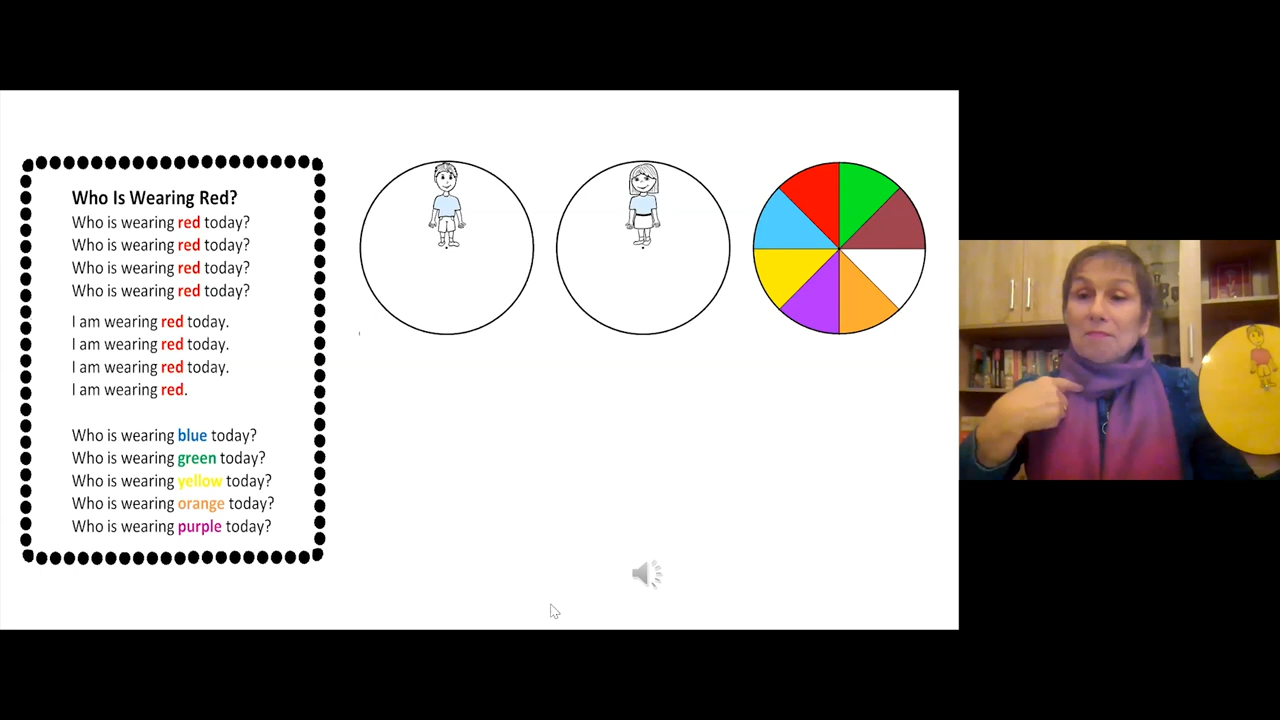 Who Is Wearing Red?
Who is wearing red today?
Who is wearing red today?
Who is wearing red today?
Who is wearing red today?
I am wearing red today.
I am wearing red today.
I am wearing red today.
I am wearing red.
Who is wearing blue today?
Who is wearing green today?
Who is wearing yellow today?
Who is wearing orange today?
Who is wearing purple today?